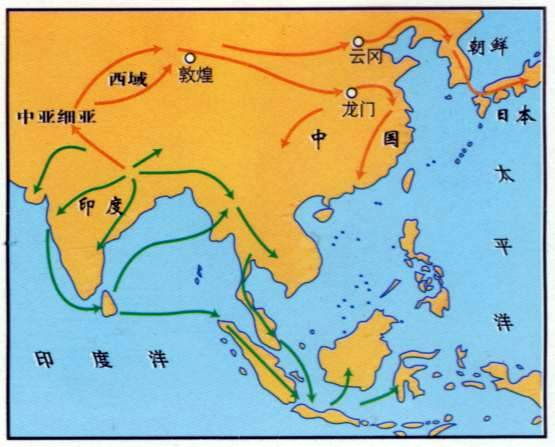 云冈
朝鲜
西域
敦煌
龙门
中亚细亚
日本
中国
太平洋
印度
印度洋